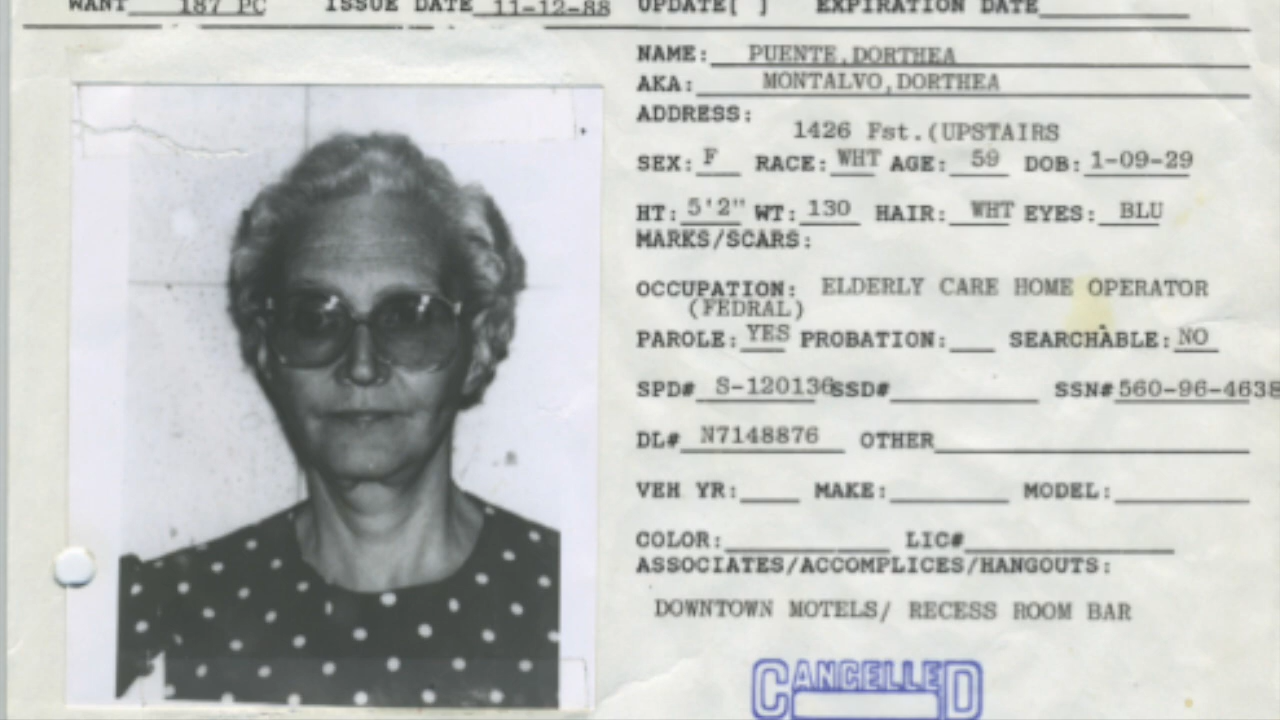 WANT 187 PC ISSUE DATE 11-12-88 UPDATE[ ] EXPIRATION DATE
NAME: PUENTE,DORTHEA
AKA: MONTALVO,DORTHEA
ADDRESS:
1426 Fst.(UPSTAIRS
SEX: F RACE: WHT AGE: 59 DOB: 1-09-29
HT: 5'2" WT: 130 HAIR: WHT EYES: BLU
MARKS/SCARS:
OCCUPATION: ELDERLY CARE HOME OPERATOR
(FEDRAL)
PAROLE: YES PROBATION: SEARCHABLE: NO
SPD# S-120136 SSD# SSN# 560-96-4638
DL# N7148876 OTHER
VEH YR: MAKE: MODEL:
COLOR: LIC#
ASSOCIATES/ACCOMPLICES/HANGOUTS:
DOWNTOWN MOTELS/ RECESS ROOM BAR
CANCELLED